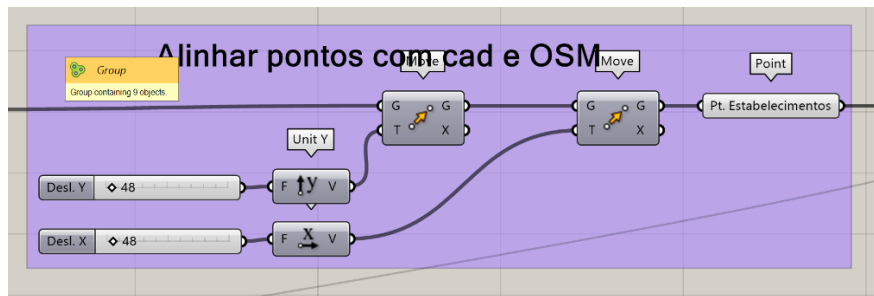 Alinhar pontos com cad e OSM
Group
Group containing 9 objects.
Move
Move
Point
G G
T X
G G
T X
Pt. Estabelecimentos
Unit Y
Desl. Y 48
F y V
Desl. X 48
F X V